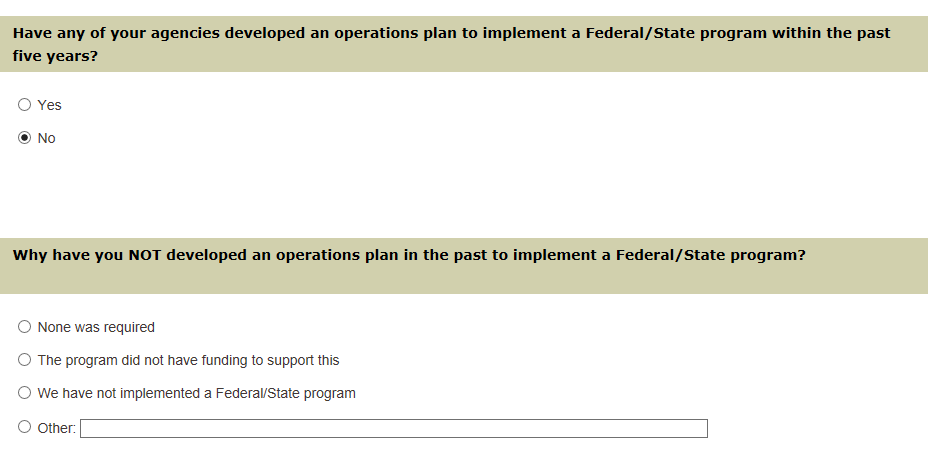 Have any of your agencies developed an operations plan to implement a Federal/State program within the past
five years?
Yes
No
Why have you NOT developed an operations plan in the past to implement a Federal/State program?
None was required
The program did not have funding to support this
We have not implemented a Federal/State program
Other: